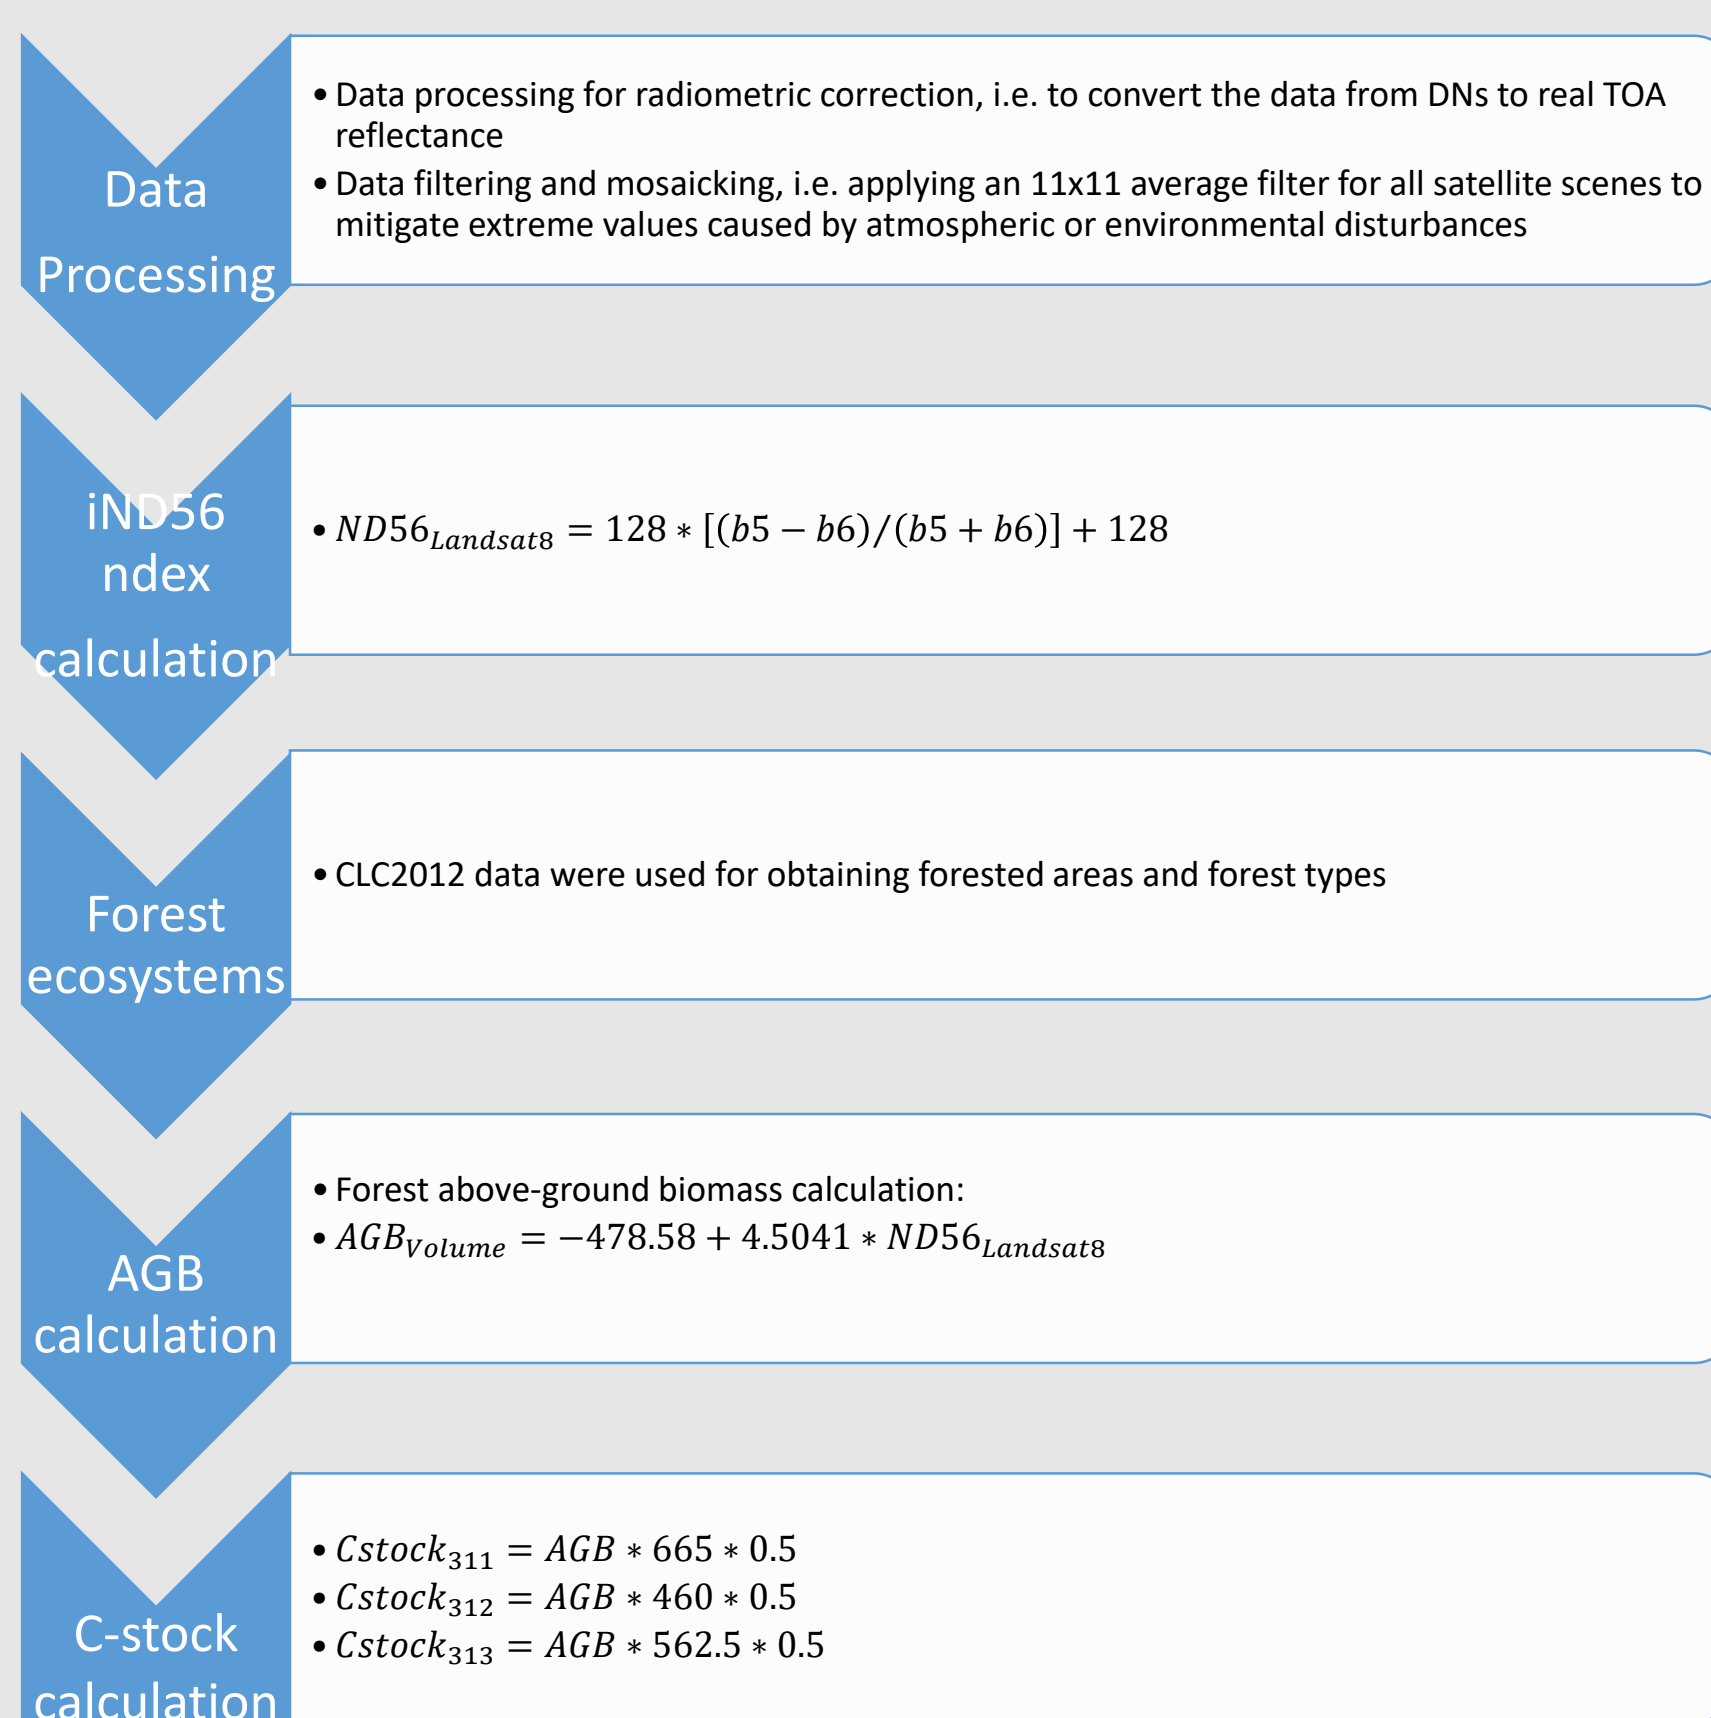 Data
Processing
• Data processing for radiometric correction, i.e. to convert the data from DNs to real TOA
reflectance
• Data filtering and mosaicking, i.e. applying an 11x11 average filter for all satellite scenes to
mitigate extreme values caused by atmospheric or environmental disturbances
iND56
ndex
calculation
• ND56_Landsat8 = 128 ∗ [(b5 − b6)/(b5 + b6)] + 128
Forest
ecosystems
• CLC2012 data were used for obtaining forested areas and forest types
AGB
calculation
• Forest above-ground biomass calculation:
• AGB_Volume = −478.58 + 4.5041 ∗ ND56_Landsat8
C-stock
calculation
• Cstock_311 = AGB ∗ 665 ∗ 0.5
• Cstock_312 = AGB ∗ 460 ∗ 0.5
• Cstock_313 = AGB ∗ 562.5 ∗ 0.5